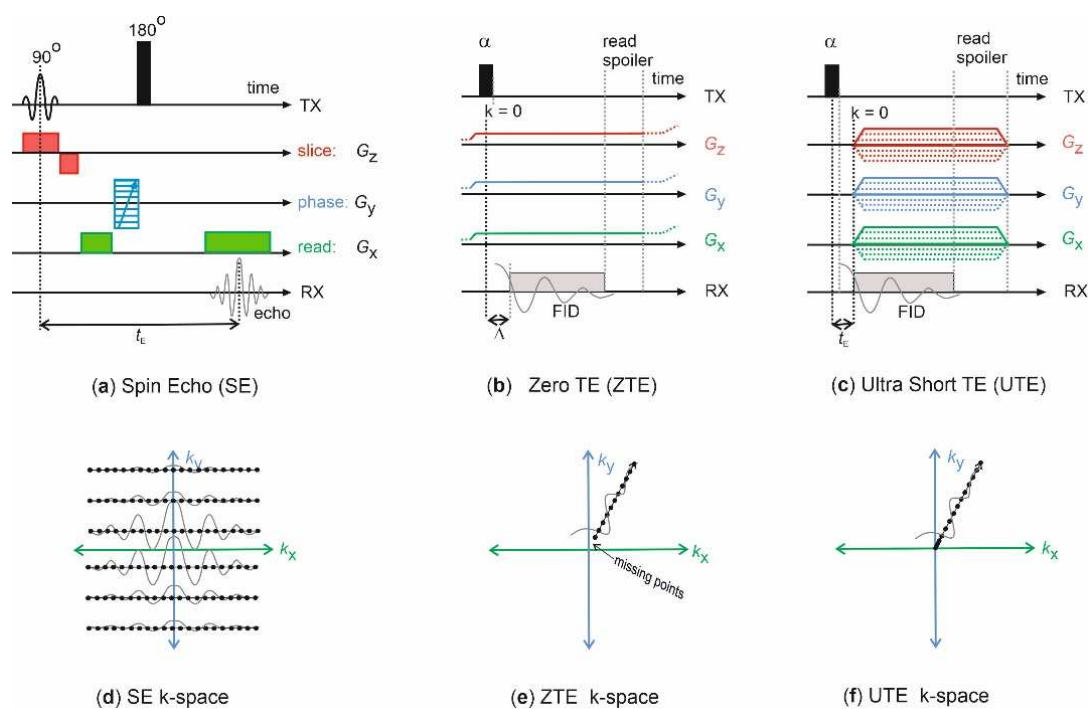 180°
90°
time
TX
slice: Gz
phase: Gy
read: Gx
RX
echo
tE
(a) Spin Echo (SE)
α
read
spoiler
time
TX
k = 0
Gz
Gy
Gx
RX
FID
Δ
(b) Zero TE (ZTE)
α
read
spoiler
time
TX
k = 0
Gz
Gy
Gx
RX
FID
tE
(c) Ultra Short TE (UTE)
ky
kx
(d) SE k-space
ky
kx
missing points
(e) ZTE k-space
ky
kx
(f) UTE k-space